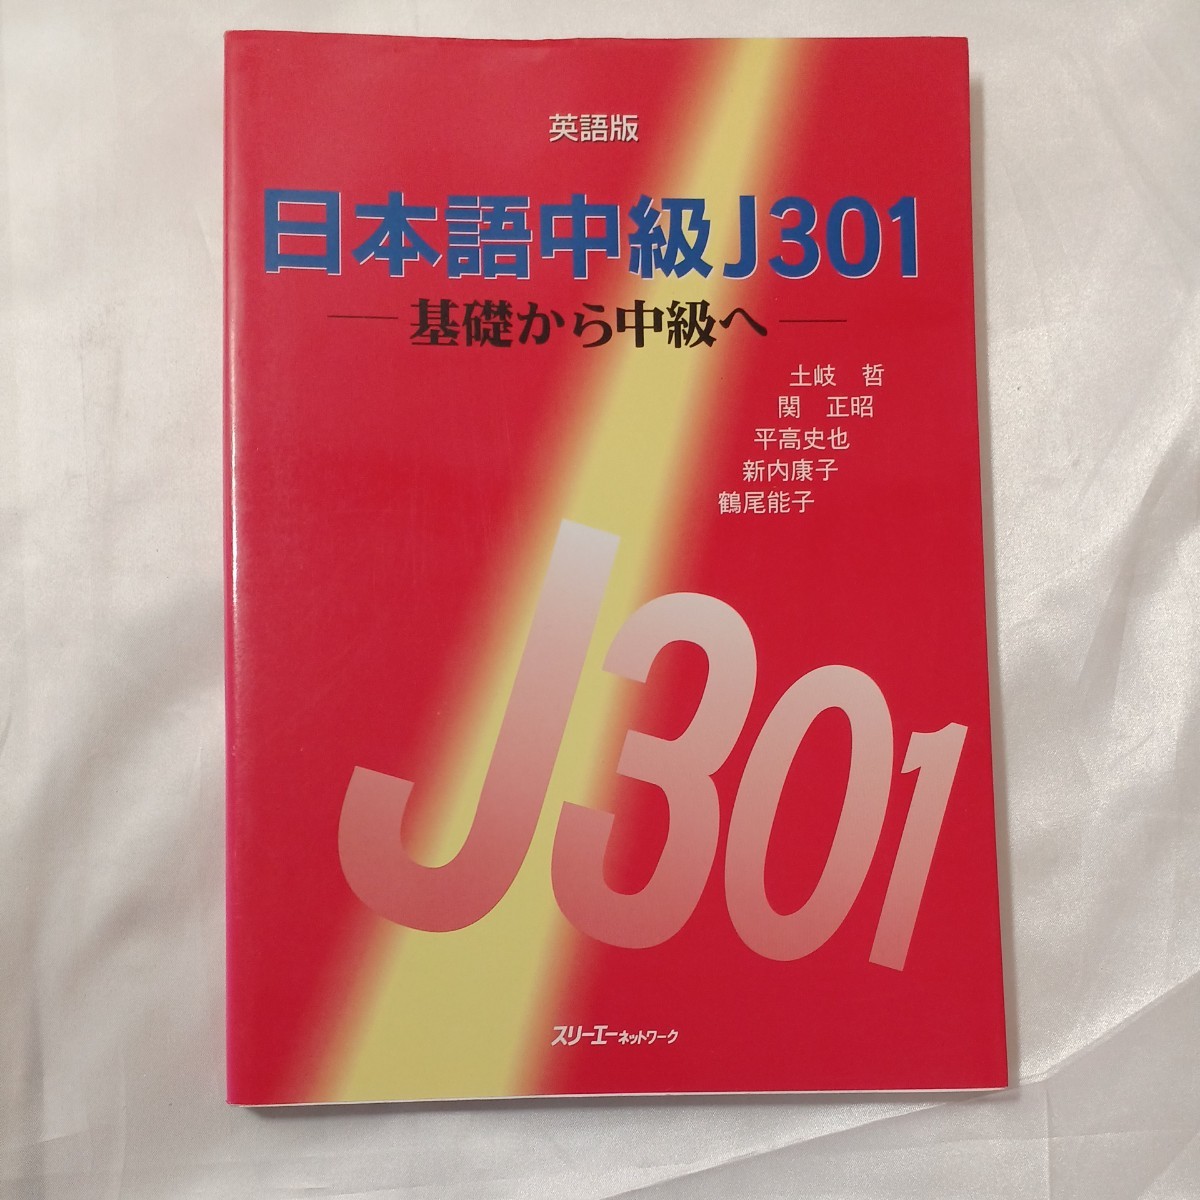 英語版
日本語中級J301
―基礎から中級へ―
土岐 哲
関 正昭
平高史也
新内康子
鶴尾能子
J301
スリーエーネットワーク